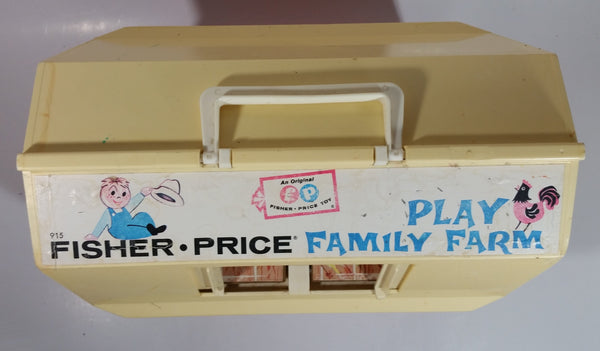 An Original
FP
FISHER-PRICE TOY
®
915
FISHER·PRICE®
PLAY
FAMILY FARM